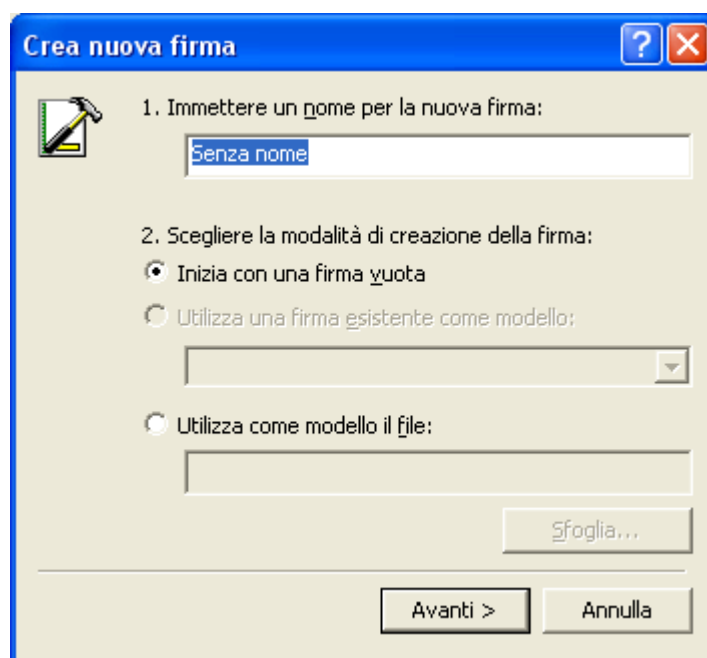 Crea nuova firma
1. Immettere un nome per la nuova firma:
Senza nome
2. Scegliere la modalità di creazione della firma:
Inizia con una firma vuota
Utilizza una firma esistente come modello:
Utilizza come modello il file:
Sfoglia...
Avanti > Annulla